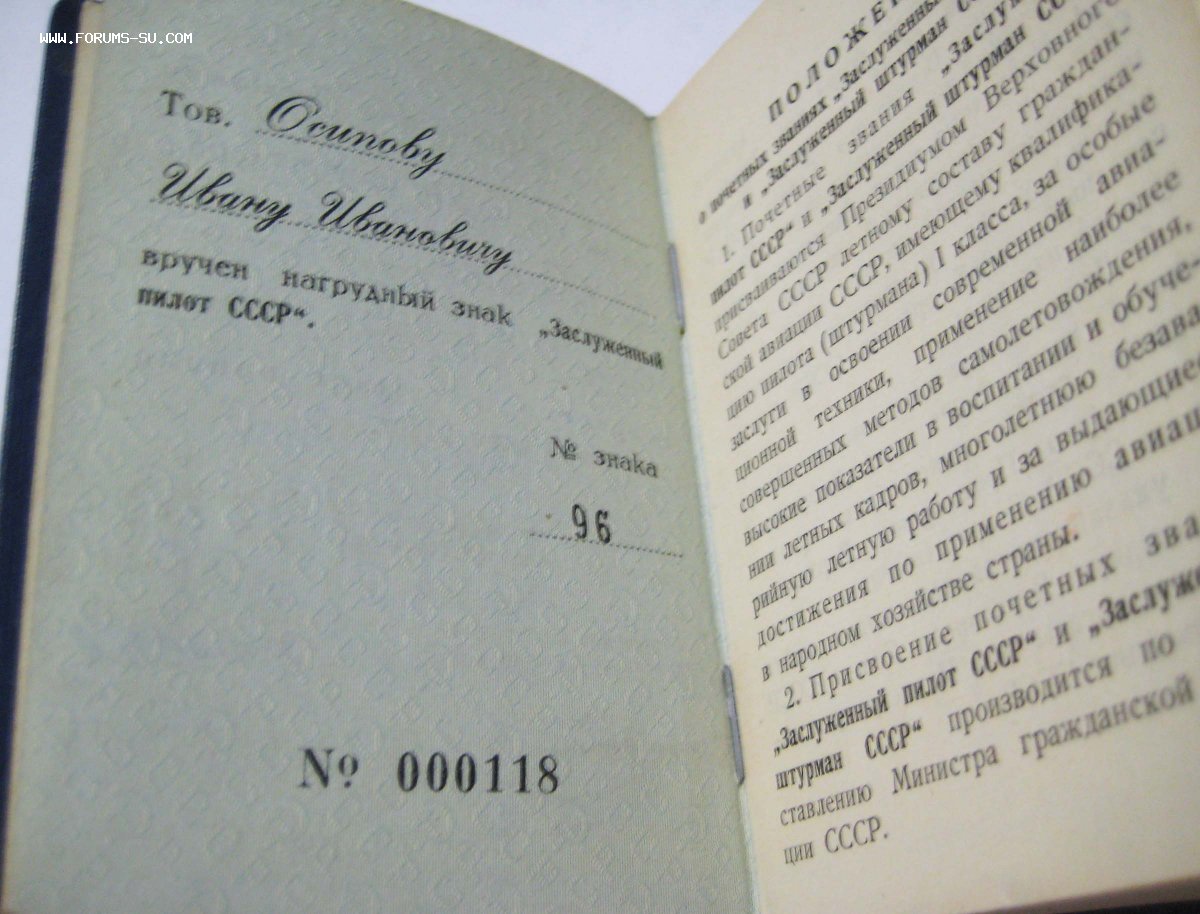 WWW.FORUMS-SU.COM
Тов. Осипову
Ивану Ивановичу
вручен нагрудный знак „Заслуженный
пилот СССР“.
№ знака
96
№ 000118
ПОЛОЖЕН
о почетных званиях „Заслуженный
и „Заслуженный штурман СС
1. Почетные звания „Заслу
пилот СССР“ и „Заслуженный штурман ССС
присваиваются Президиумом Верховного
Совета СССР летному составу граждан-
ской авиации СССР, имеющему квалифика-
цию пилота (штурмана) I класса, за особые
заслуги в освоении современной авиа-
ционной техники, применение наиболее
совершенных методов самолетовождения,
высокие показатели в воспитании и обуче-
нии летных кадров, многолетнюю безава
рийную летную работу и за выдающиес
достижения по применению авиац
в народном хозяйстве страны.
2. Присвоение почетных зва
„Заслуженный пилот СССР“ и „Заслуже
штурман СССР“ производится по
ставлению Министра гражданской
ции СССР.